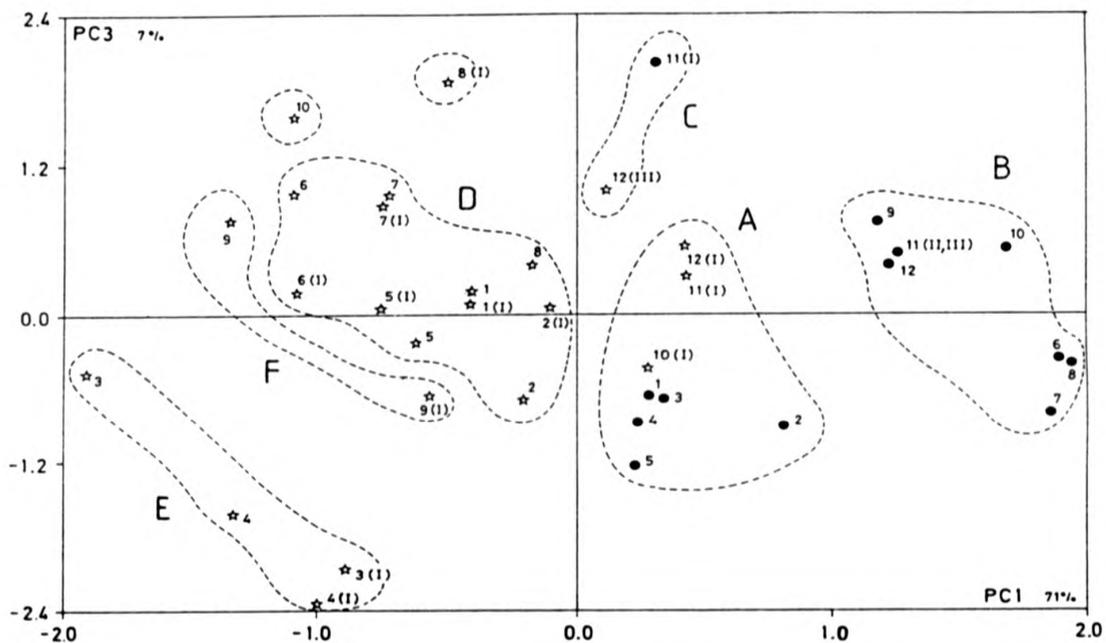 2.4
PC3 7%
8 (I)
11 (I)
10
C
1.2
12 (III)
6
7
D
7 (I)
B
A
9
9
10
11 (II,III)
12
12 (I)
11 (I)
8
6 (I)
5 (I)
1
1 (I)
2 (I)
0.0
5
F
3
9 (I)
2
10 (I)
1
3
4
2
5
6
8
7
-1.2
E
4
3 (I)
4 (I)
PC1 71%
-2.4
-2.0
-1.0
0.0
1.0
2.0